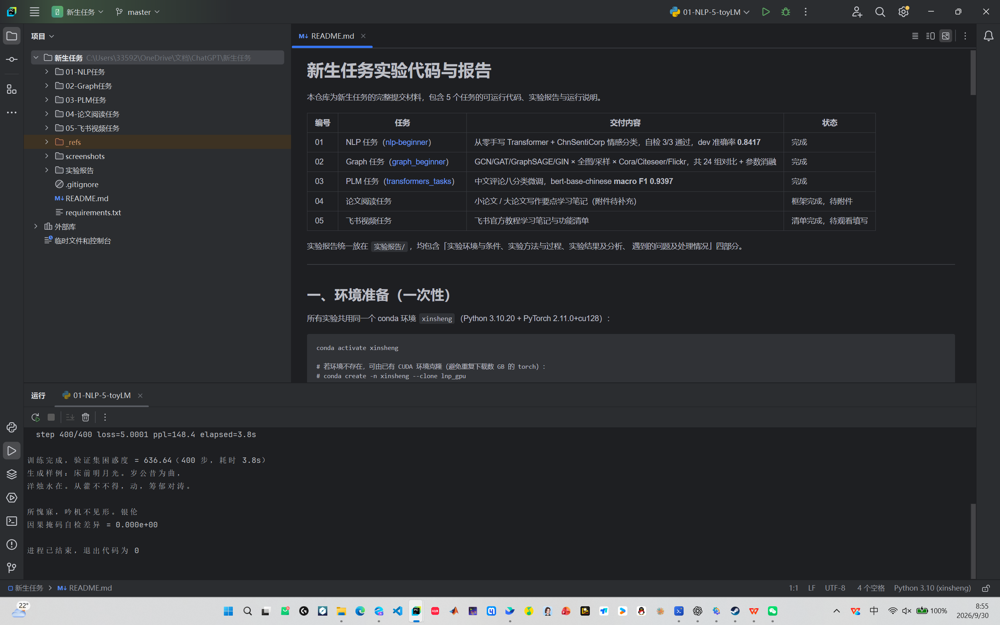 新生任务 master 01-NLP-5-toyLM
项目
README.md
新生任务 C:\Users\33592\OneDrive\文档\ChatGPT\新生任务
01-NLP任务
02-Graph任务
03-PLM任务
04-论文阅读任务
05-飞书视频任务
_refs
screenshots
实验报告
.gitignore
README.md
requirements.txt
外部库
临时文件和控制台
新生任务实验代码与报告
本仓库为新生任务的完整提交材料，包含 5 个任务的可运行代码、实验报告与运行说明。
编号 任务 交付内容 状态
01 NLP 任务（nlp-beginner） 从零手写 Transformer + ChnSentiCorp 情感分类，自检 3/3 通过，dev 准确率 0.8417 完成
02 Graph 任务（graph_beginner） GCN/GAT/GraphSAGE/GIN × 全图/采样 × Cora/Citeseer/Flickr，共 24 组对比 + 参数消融 完成
03 PLM 任务（transformers_tasks） 中文评论八分类微调，bert-base-chinese macro F1 0.9397 完成
04 论文阅读任务 小论文 / 大论文写作要点学习笔记（附件待补充） 框架完成，待附件
05 飞书视频任务 飞书官方教程学习笔记与功能清单 清单完成，待观看填写
实验报告统一放在 实验报告/ ，均包含「实验环境与条件、实验方法与过程、实验结果及分析、 遇到的问题及处理情况」四部分。
一、环境准备（一次性）
所有实验共用同一个 conda 环境 xinsheng （Python 3.10.20 + PyTorch 2.11.0+cu128）：
conda activate xinsheng
# 若环境不存在，可由已有 CUDA 环境克隆（避免重复下载数 GB 的 torch）：
# conda create -n xinsheng --clone lnp_gpu
运行 01-NLP-5-toyLM
step 400/400 loss=5.0001 ppl=148.4 elapsed=3.8s
训练完成，验证集困惑度 = 636.64（400 步，耗时 3.8s）
生成样例：床前明月光。岁公昔为曲，
洋烛水在。从藿不不得，动，筹郁对涛。
所愧寐，吟机不见形。银伦
因果掩码自检差异 = 0.000e+00
进程已结束，退出代码为 0
新生任务 README.md 1:1 LF UTF-8 4 个空格 Python 3.10 (xinsheng)
22° 中 100% 8:55
2026/9/30